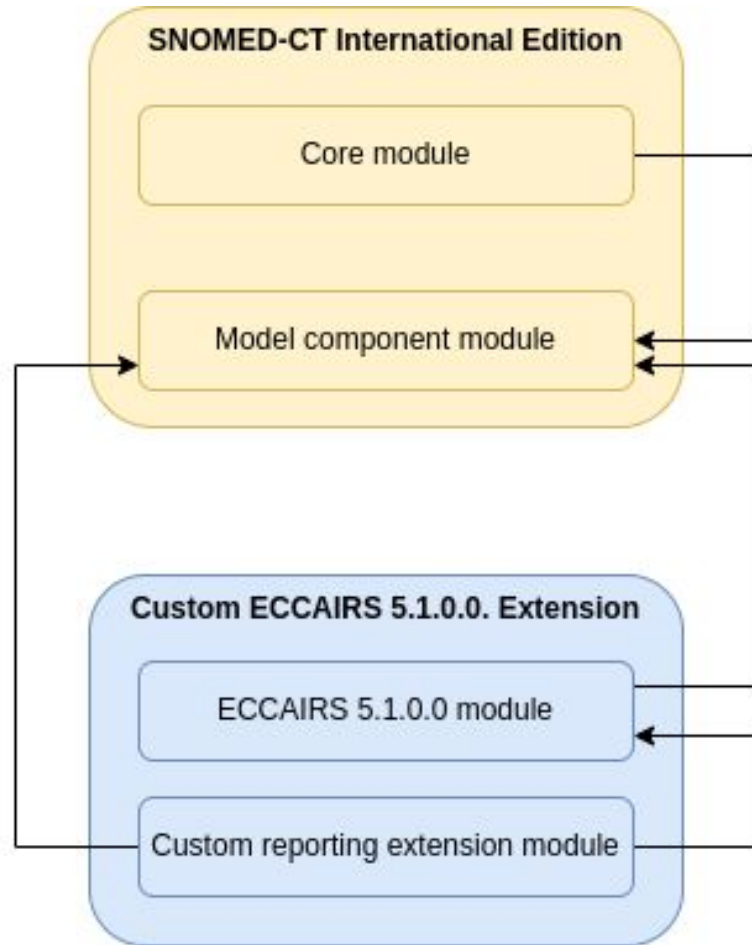 SNOMED-CT International Edition
Core module
Model component module
Custom ECCAIRS 5.1.0.0. Extension
ECCAIRS 5.1.0.0 module
Custom reporting extension module